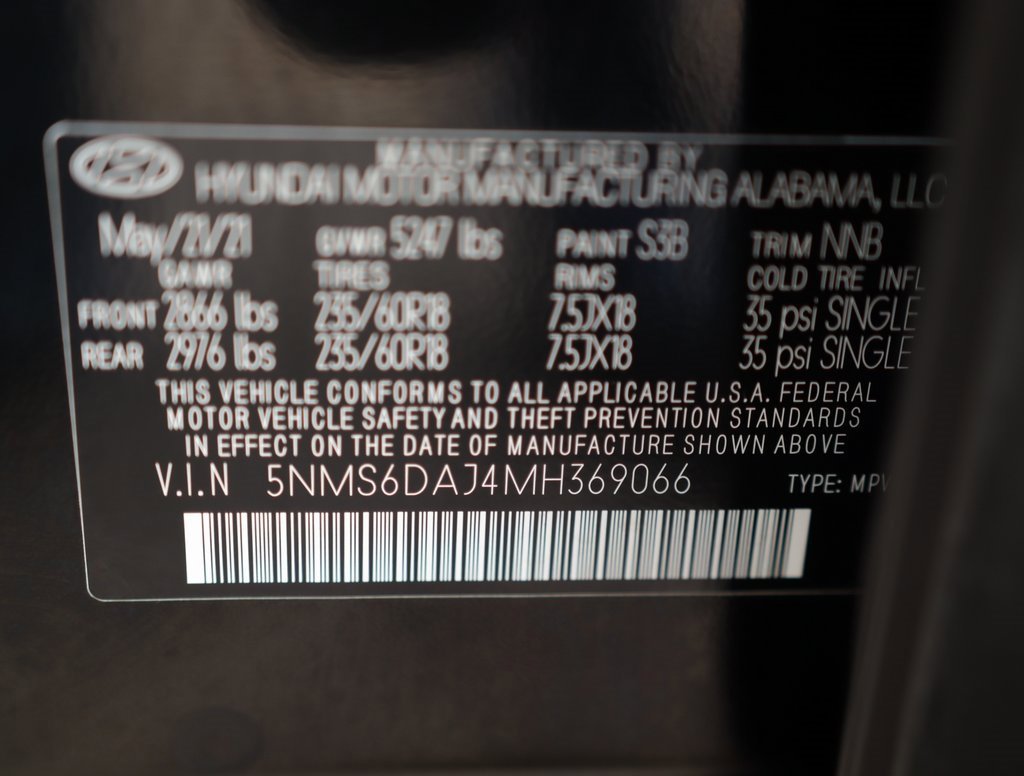 MANUFACTURED BY
HYUNDAI MOTOR MANUFACTURING ALABAMA, LLC
May/21/21 GVWR 5247 lbs PAINT S3B TRIM NNB
GAWR TIRES RIMS COLD TIRE INFL
FRONT 2866 lbs 235/60R18 7.5JX18 35 psi SINGLE
REAR 2976 lbs 235/60R18 7.5JX18 35 psi SINGLE
THIS VEHICLE CONFORMS TO ALL APPLICABLE U.S.A. FEDERAL
MOTOR VEHICLE SAFETY AND THEFT PREVENTION STANDARDS
IN EFFECT ON THE DATE OF MANUFACTURE SHOWN ABOVE
V.I.N 5NMS6DAJ4MH369066 TYPE: MPV